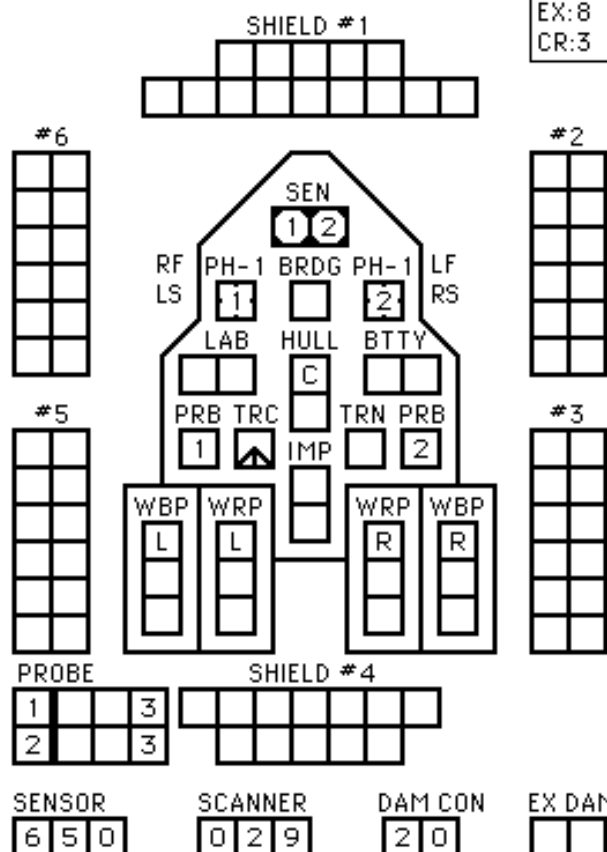 EX:8
CR:3
SHIELD #1
#6
#2
SEN
1 2
RF PH-1 BRDG PH-1 LF
LS 1 2 RS
LAB HULL BTTY
C
#5
#3
PRB TRC TRN PRB
1 IMP 2
WBP WRP WRP WBP
L L R R
PROBE SHIELD #4
1 3
2 3
SENSOR SCANNER DAM CON EX DAM
6 5 0 0 2 9 2 0